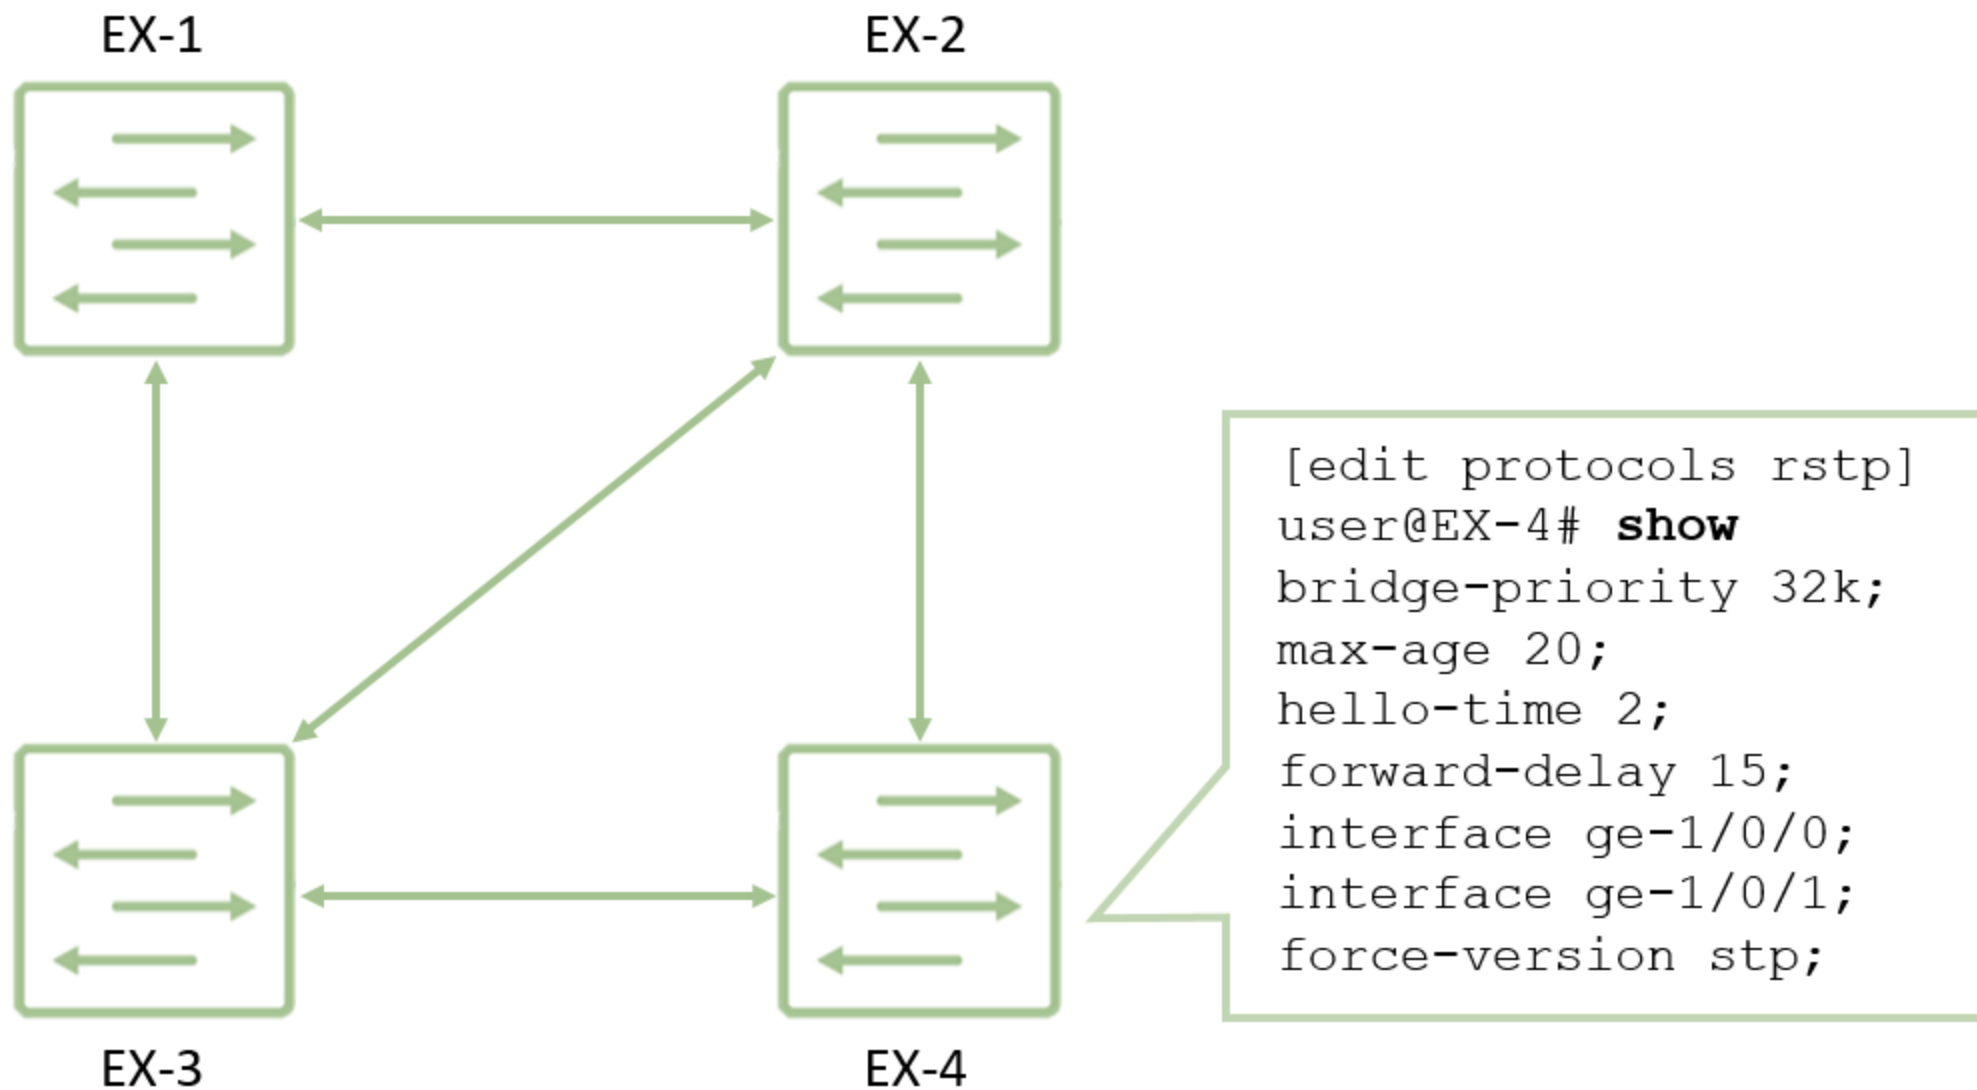 EX-1
EX-2
[edit protocols rstp]
user@EX-4# show
bridge-priority 32k;
max-age 20;
hello-time 2;
forward-delay 15;
interface ge-1/0/0;
interface ge-1/0/1;
force-version stp;
EX-3
EX-4